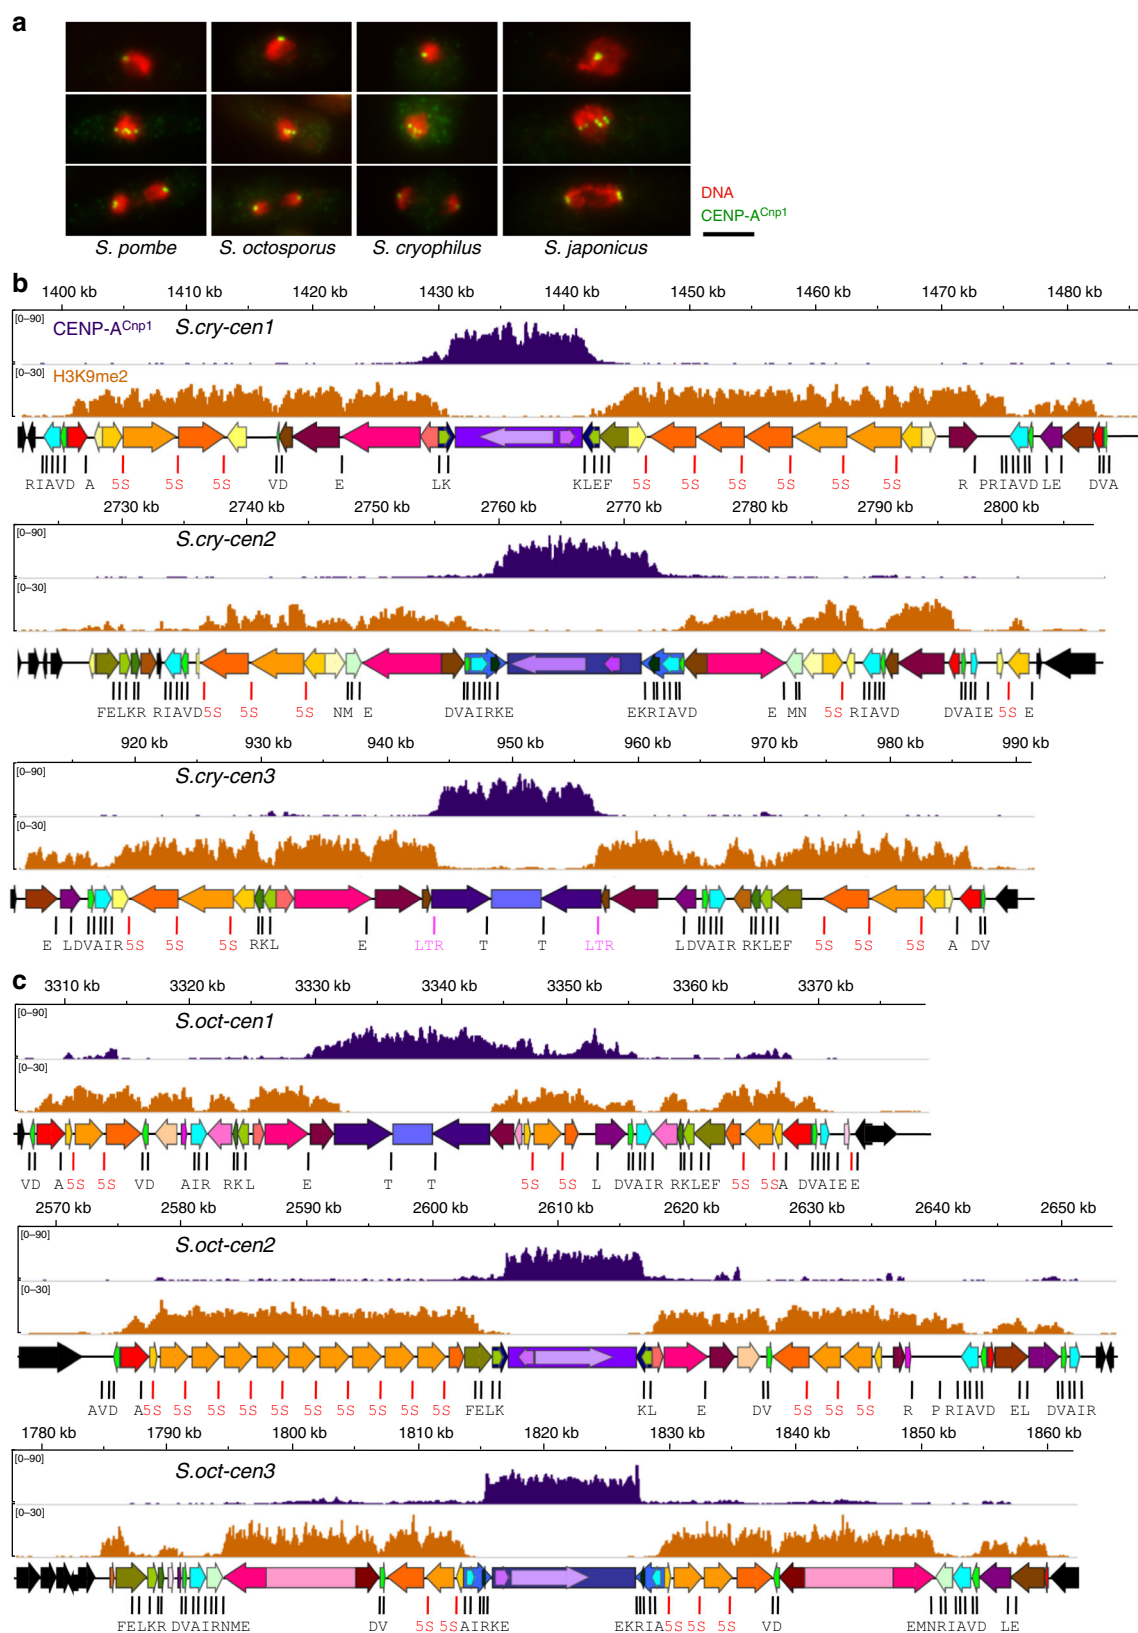 a
DNA
CENP-ACnp1
S. pombe S. octosporus S. cryophilus S. japonicus
b
1400 kb 1410 kb 1420 kb 1430 kb 1440 kb 1450 kb 1460 kb 1470 kb 1480 kb
[0–90] CENP-ACnp1 S.cry-cen1
[0–30] H3K9me2
RIAVD A 5S 5S 5S VD E LK KLEF 5S 5S 5S 5S 5S 5S R PRIAVD LE DVA
2730 kb 2740 kb 2750 kb 2760 kb 2770 kb 2780 kb 2790 kb 2800 kb
[0–90] S.cry-cen2
[0–30]
FELKR RIAVD 5S 5S 5S NM E DVAIRKE EKRIAVD E MN 5S RIAVD DVAIE 5S E
920 kb 930 kb 940 kb 950 kb 960 kb 970 kb 980 kb 990 kb
[0–90] S.cry-cen3
[0–30]
E LDVAIR 5S 5S 5S RKL E LTR T T LTR LDVAIR RKLEF 5S 5S 5S A DV
c
3310 kb 3320 kb 3330 kb 3340 kb 3350 kb 3360 kb 3370 kb
[0–90] S.oct-cen1
[0–30]
VD A 5S 5S VD AIR RKL E T T 5S 5S L DVAIR RKLEF 5S 5S A DVAIE E
2570 kb 2580 kb 2590 kb 2600 kb 2610 kb 2620 kb 2630 kb 2640 kb 2650 kb
[0–90] S.oct-cen2
[0–30]
AVD A 5S 5S 5S 5S 5S 5S 5S 5S 5S 5S FELK KL E DV 5S 5S 5S R P RIAVD EL DVAIR
1780 kb 1790 kb 1800 kb 1810 kb 1820 kb 1830 kb 1840 kb 1850 kb 1860 kb
[0–90] S.oct-cen3
[0–30]
FELKR DVAIRNME DV 5S 5S AIRKE EKRIA 5S 5S 5S VD EMNRIAVD LE